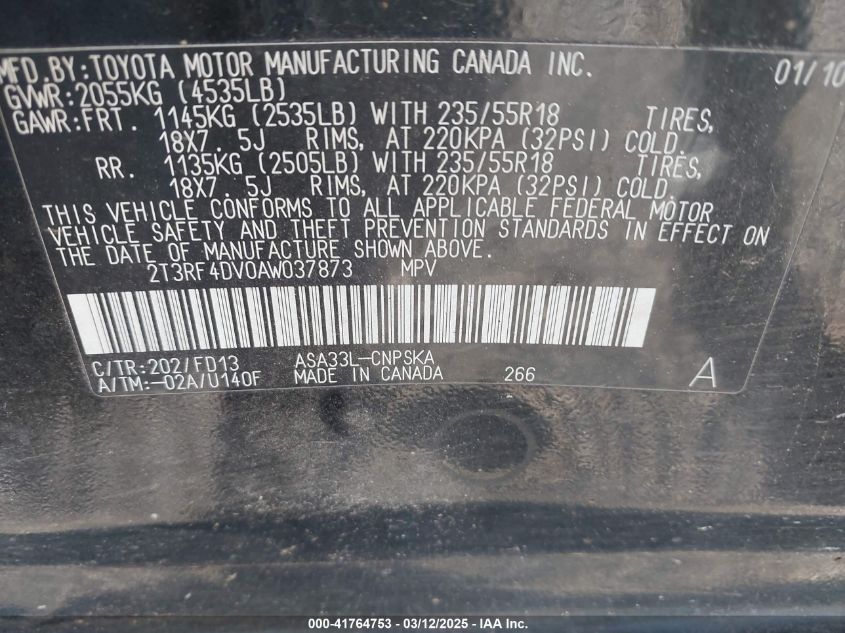 MFD.BY:TOYOTA MOTOR MANUFACTURING CANADA INC. 01/10
GVWR:2055KG (4535LB)
GAWR:FRT. 1145KG (2535LB) WITH 235/55R18 TIRES,
18X7. 5J RIMS, AT 220KPA (32PSI) COLD.
RR. 1135KG (2505LB) WITH 235/55R18 TIRES,
18X7. 5J RIMS, AT 220KPA (32PSI) COLD.
THIS VEHICLE CONFORMS TO ALL APPLICABLE FEDERAL MOTOR
VEHICLE SAFETY AND THEFT PREVENTION STANDARDS IN EFFECT ON
THE DATE OF MANUFACTURE SHOWN ABOVE.
2T3RF4DV0AW037873 MPV
C/TR:202/FD13 ASA33L-CNPSKA
A/TM:-02A/U140F MADE IN CANADA 266 A
000-41764753 - 03/12/2025 - IAA Inc.